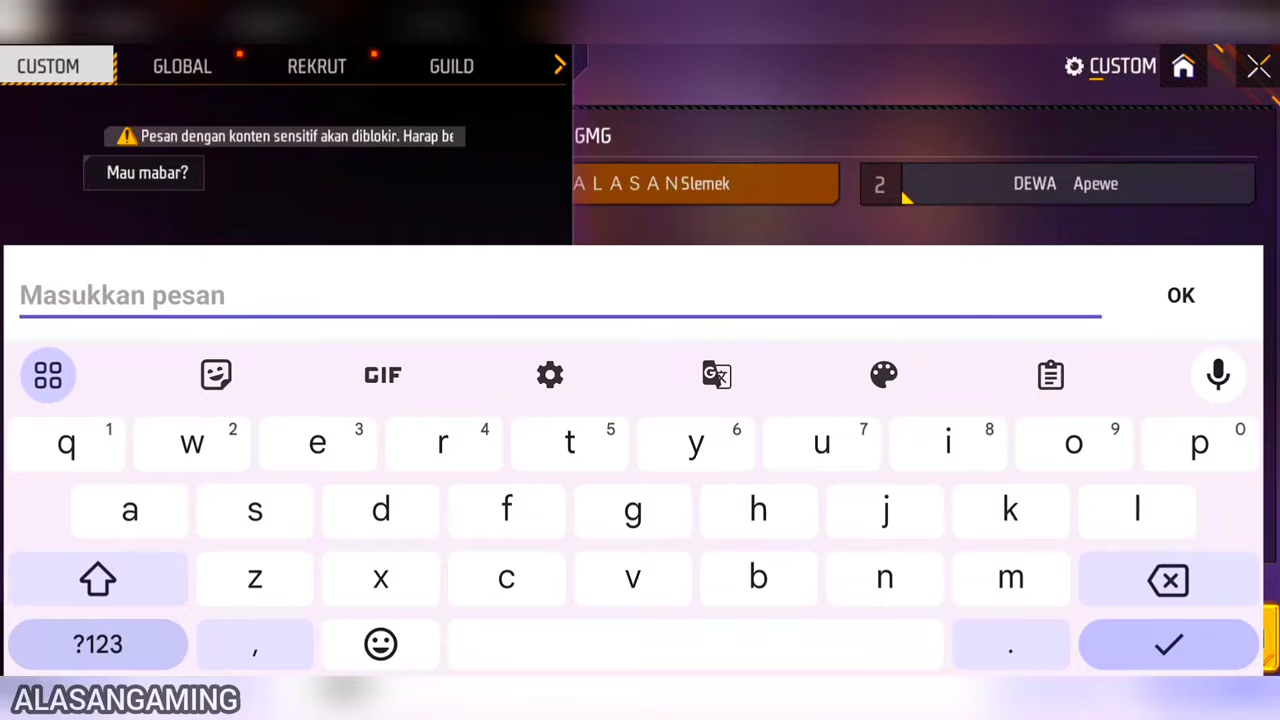 CUSTOM GLOBAL REKRUT GUILD
CUSTOM
Pesan dengan konten sensitif akan diblokir. Harap be
Mau mabar?
GMG
A L A S A N Slemek
2 DEWA Apewe
Masukkan pesan
OK
GIF
q 1 w 2 e 3 r 4 t 5 y 6 u 7 i 8 o 9 p 0
a s d f g h j k l
z x c v b n m
?123 , .
ALASANGAMING